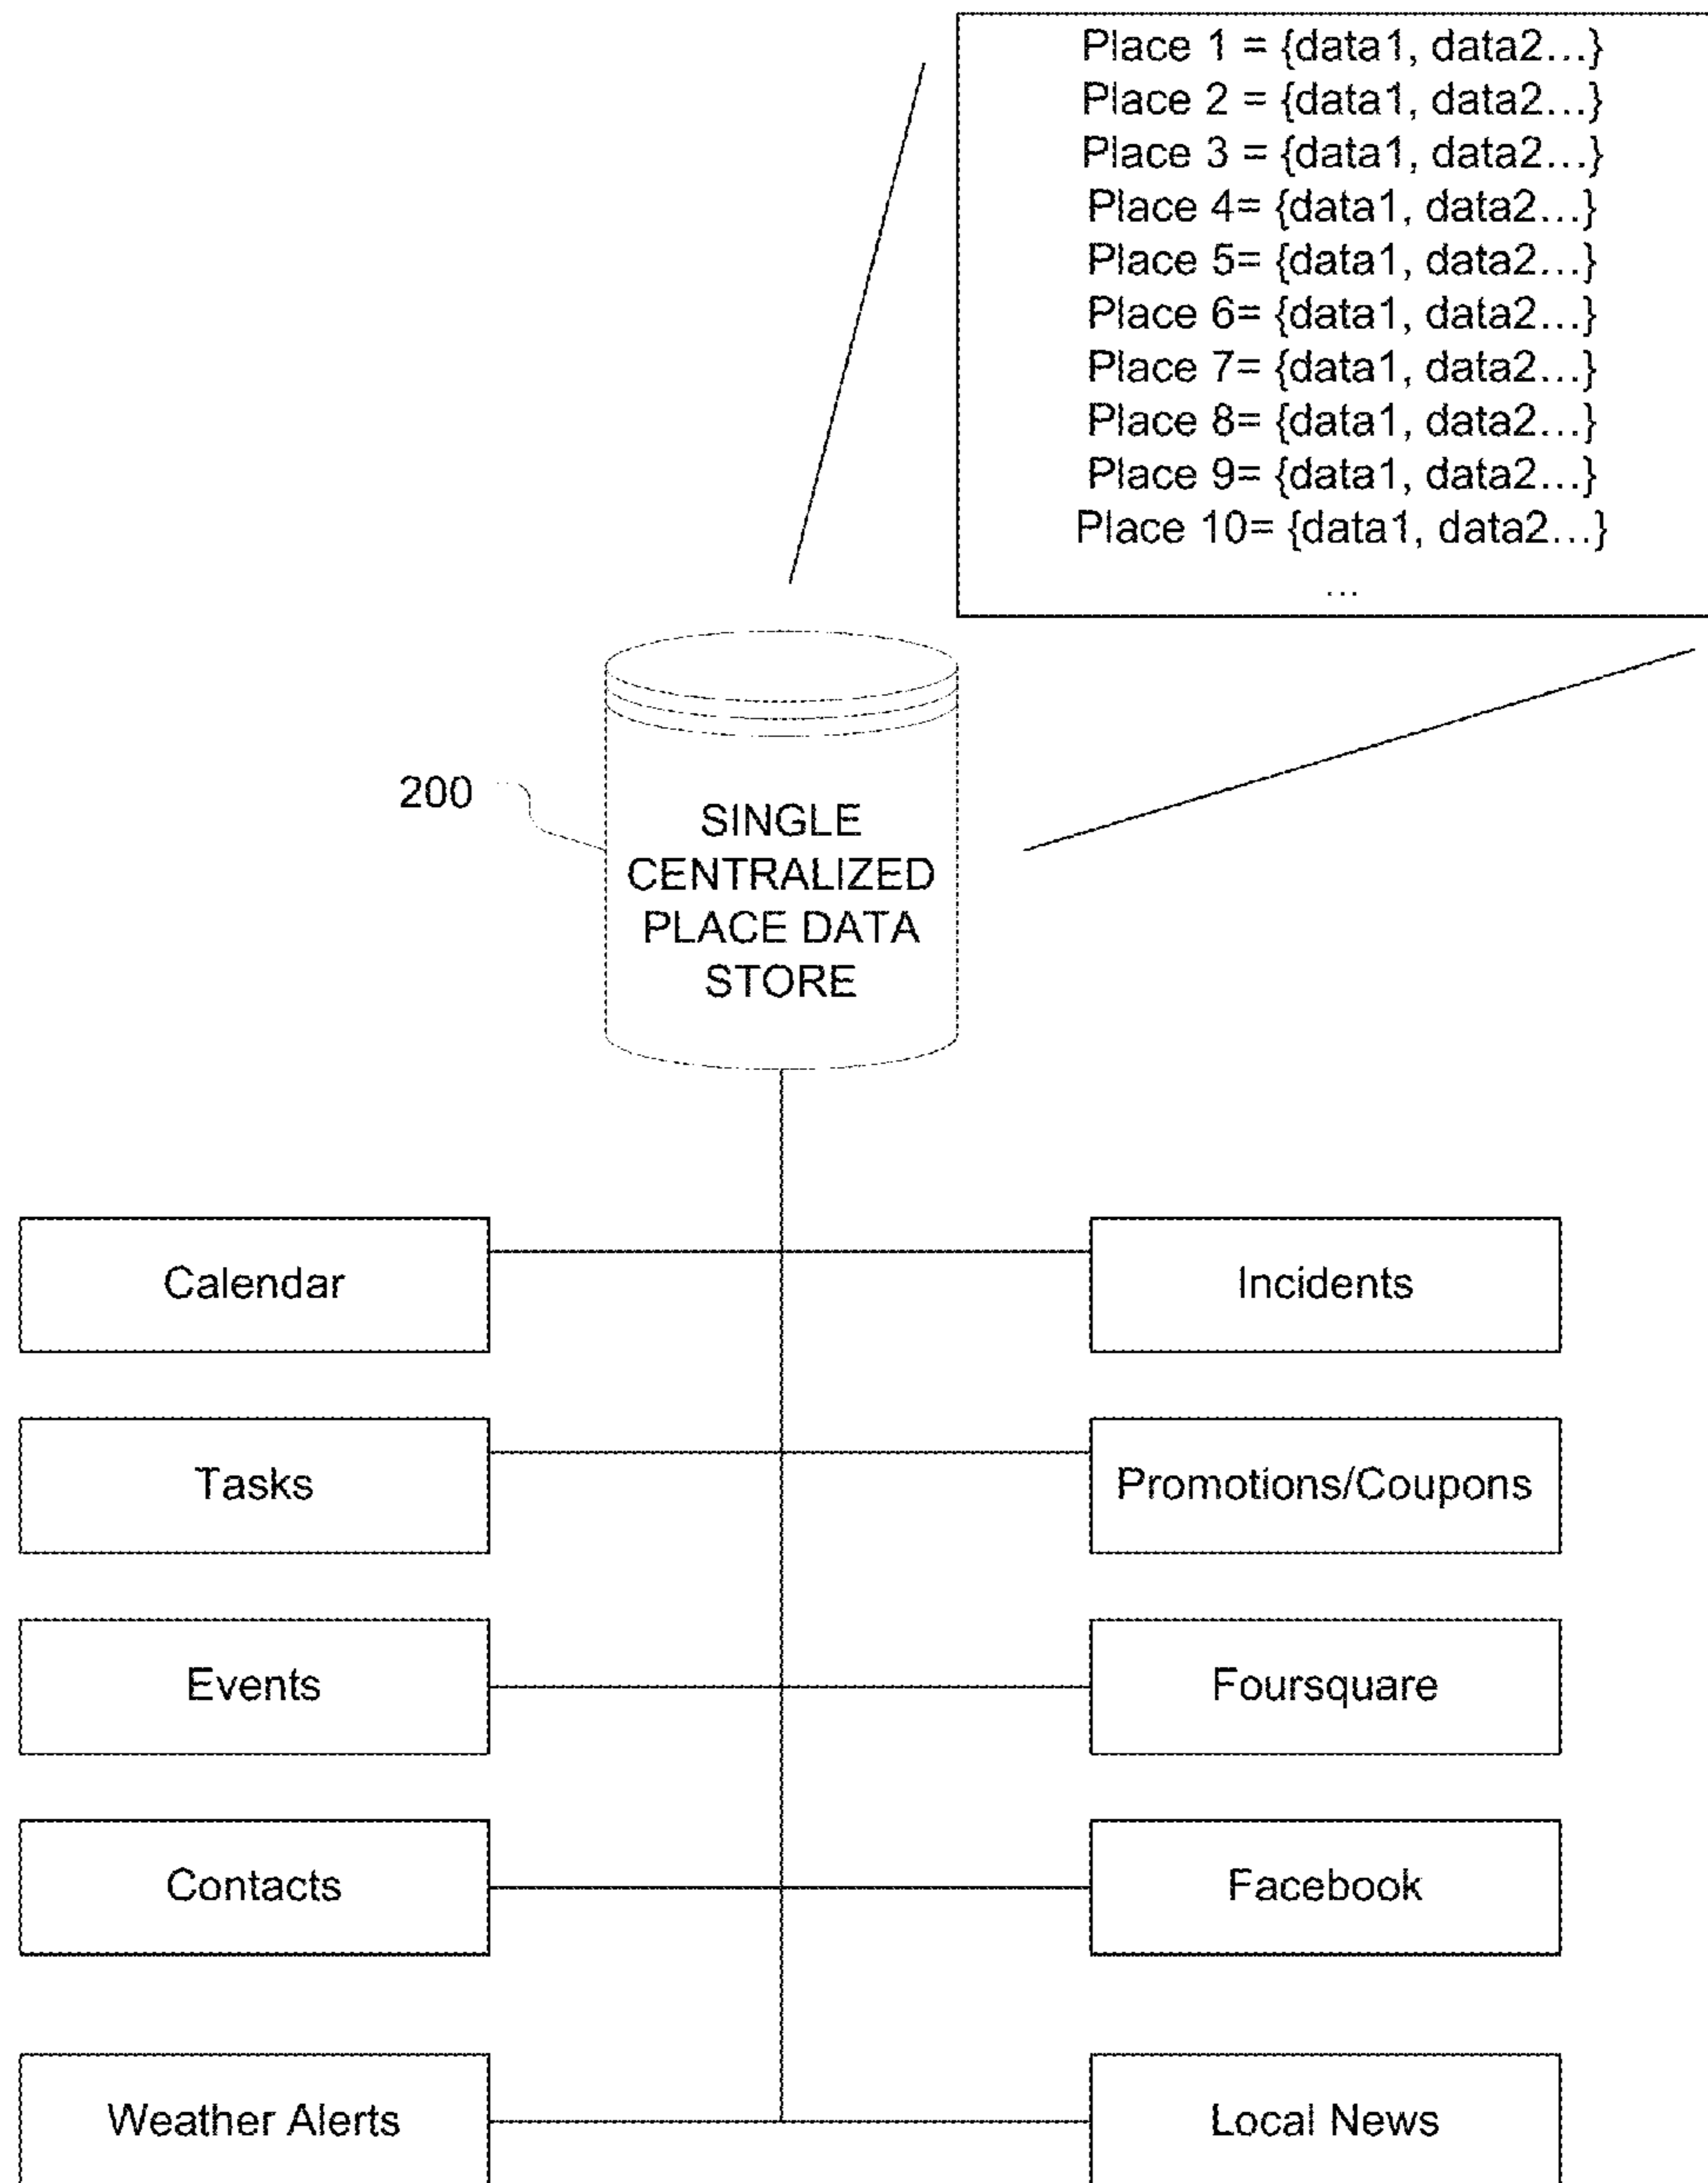 Place 1 = {data1, data2...}
Place 2 = {data1, data2...}
Place 3 = {data1, data2...}
Place 4= {data1, data2...}
Place 5= {data1, data2...}
Place 6= {data1, data2...}
Place 7= {data1, data2...}
Place 8= {data1, data2...}
Place 9= {data1, data2...}
Place 10= {data1, data2...}
...
200
SINGLE
CENTRALIZED
PLACE DATA
STORE
Calendar
Incidents
Tasks
Promotions/Coupons
Events
Foursquare
Contacts
Facebook
Weather Alerts
Local News